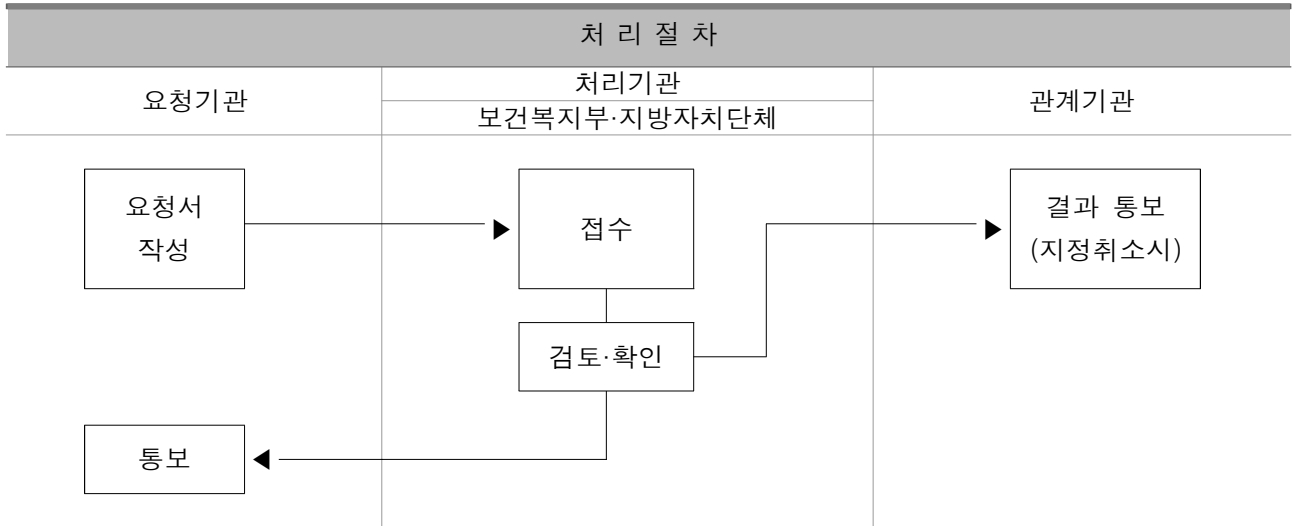 처 리 절 차
요청기관
처리기관
보건복지부·지방자치단체
관계기관
요청서
작성
접수
결과 통보
(지정취소시)
검토·확인
통보